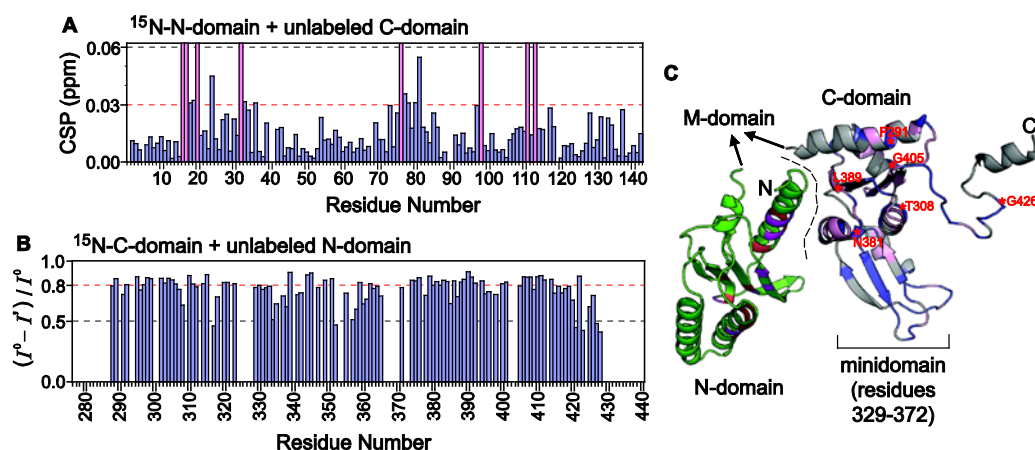 A
¹⁵N-N-domain + unlabeled C-domain
CSP (ppm)
0.06
0.03
0.00
10 20 30 40 50 60 70 80 90 100 110 120 130 140
Residue Number
B
¹⁵N-C-domain + unlabeled N-domain
(I⁰ – I³) / I⁰
1.0
0.8
0.5
0.0
280 290 300 310 320 330 340 350 360 370 380 390 400 410 420 430 440
Residue Number
C
C-domain
M-domain
C
F291
G405
N
L389
T308
G426
N381
N-domain
minidomain
(residues
329-372)